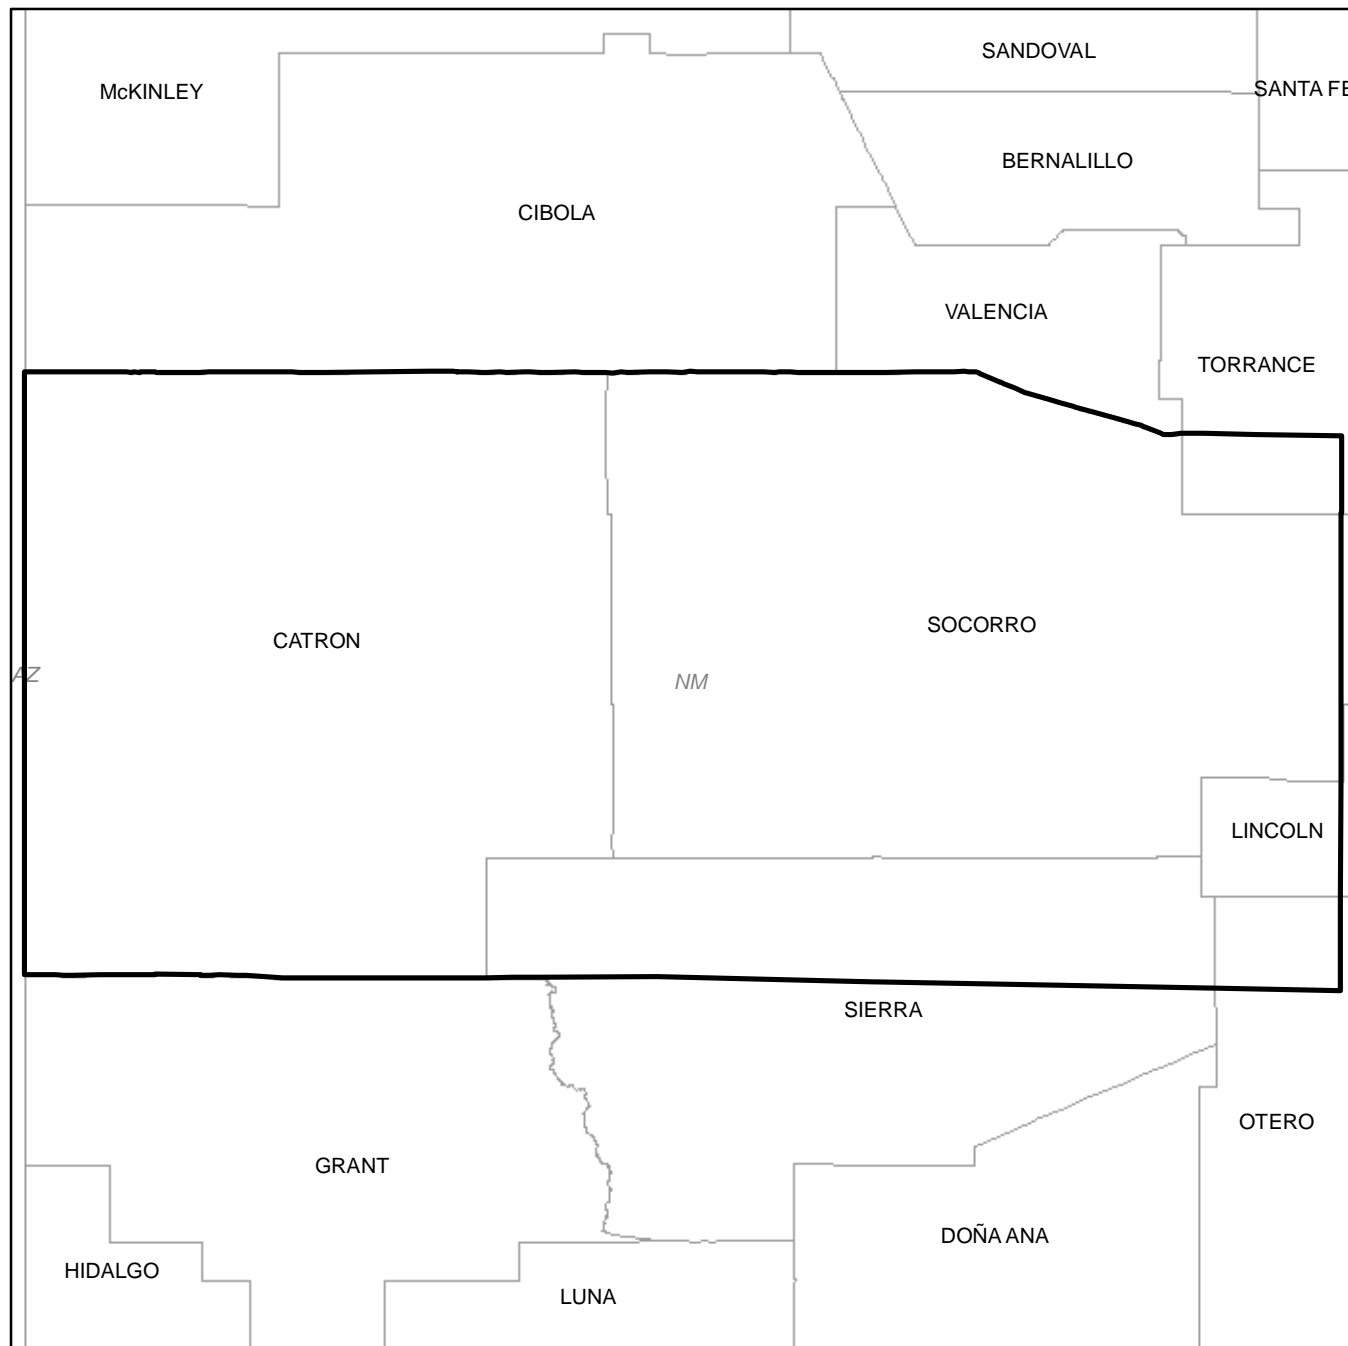 SANDOVAL
McKINLEY
SANTA FE
BERNALILLO
CIBOLA
VALENCIA
TORRANCE
SOCORRO
CATRON
AZ
NM
LINCOLN
SIERRA
OTERO
GRANT
DOÑA ANA
HIDALGO
LUNA